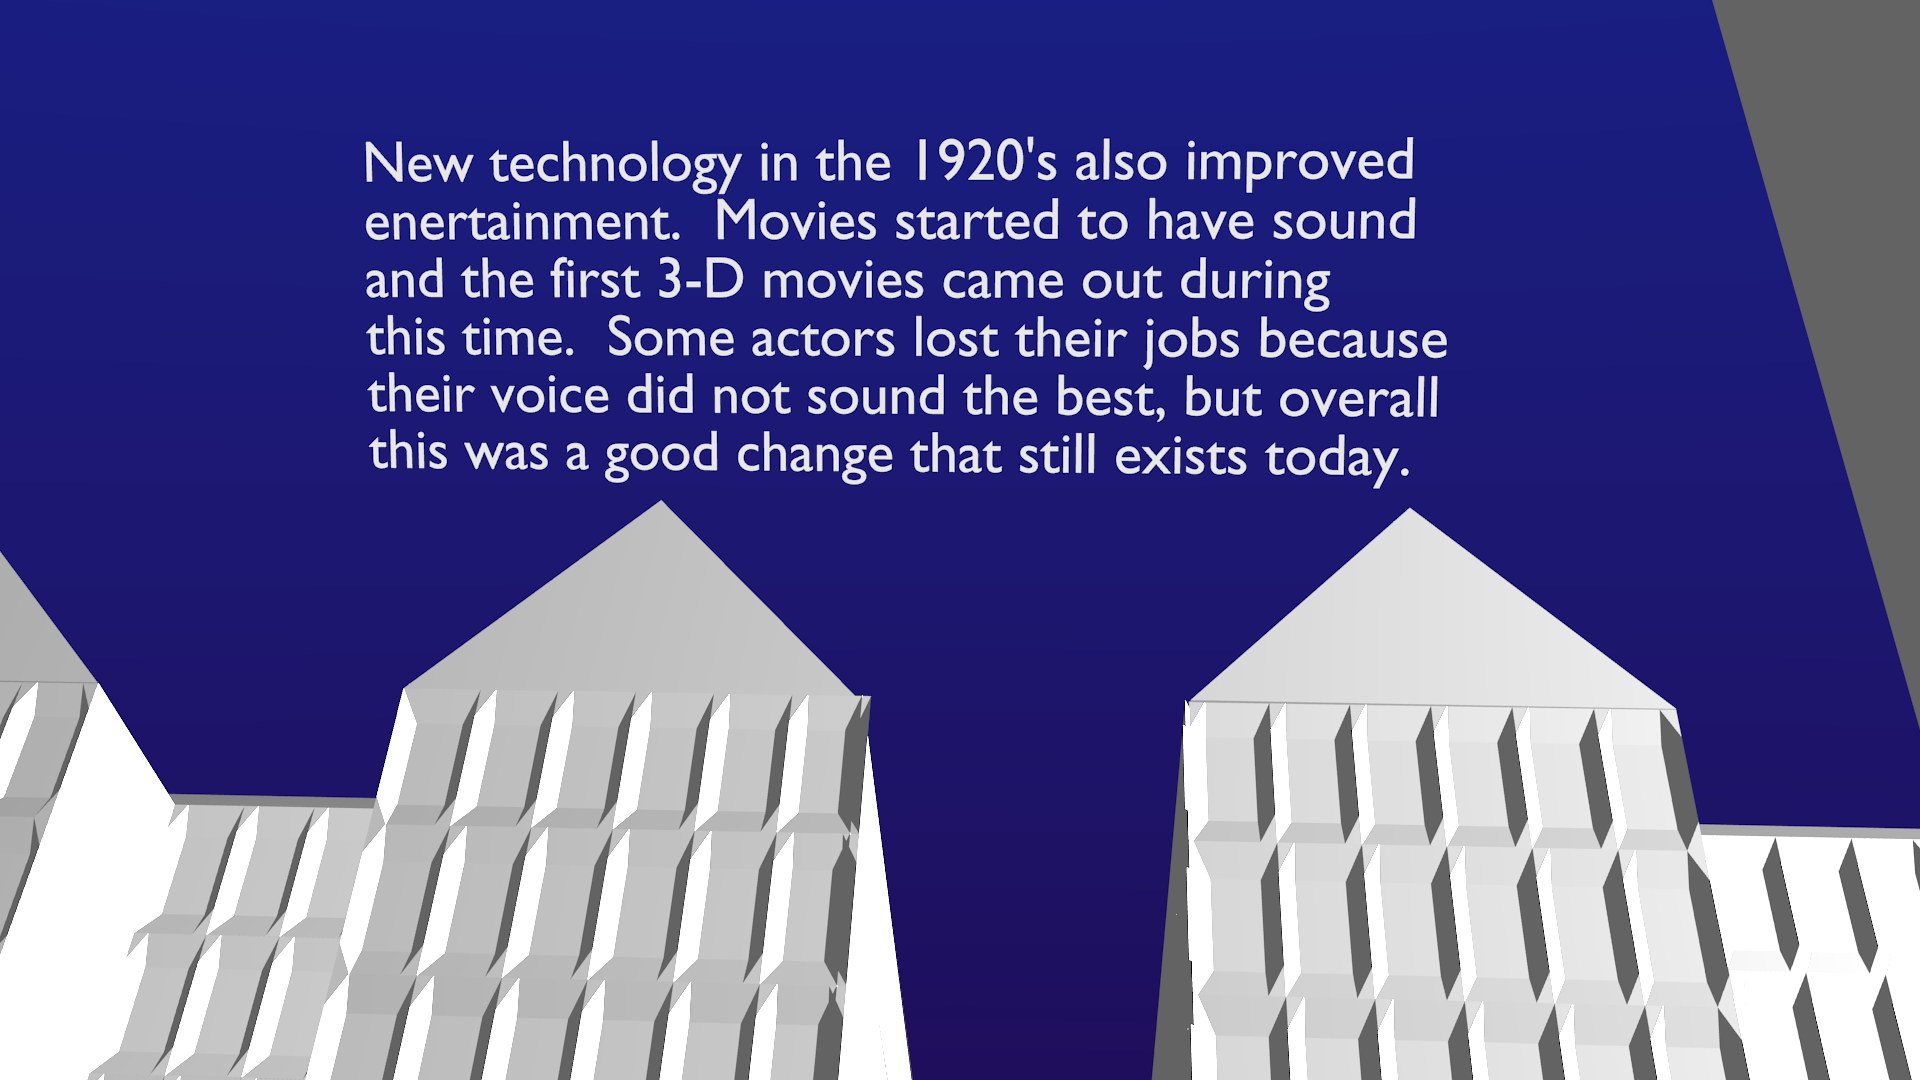 New technology in the 1920's also improved
enertainment.  Movies started to have sound
and the first 3-D movies came out during
this time.  Some actors lost their jobs because
their voice did not sound the best, but overall
this was a good change that still exists today.